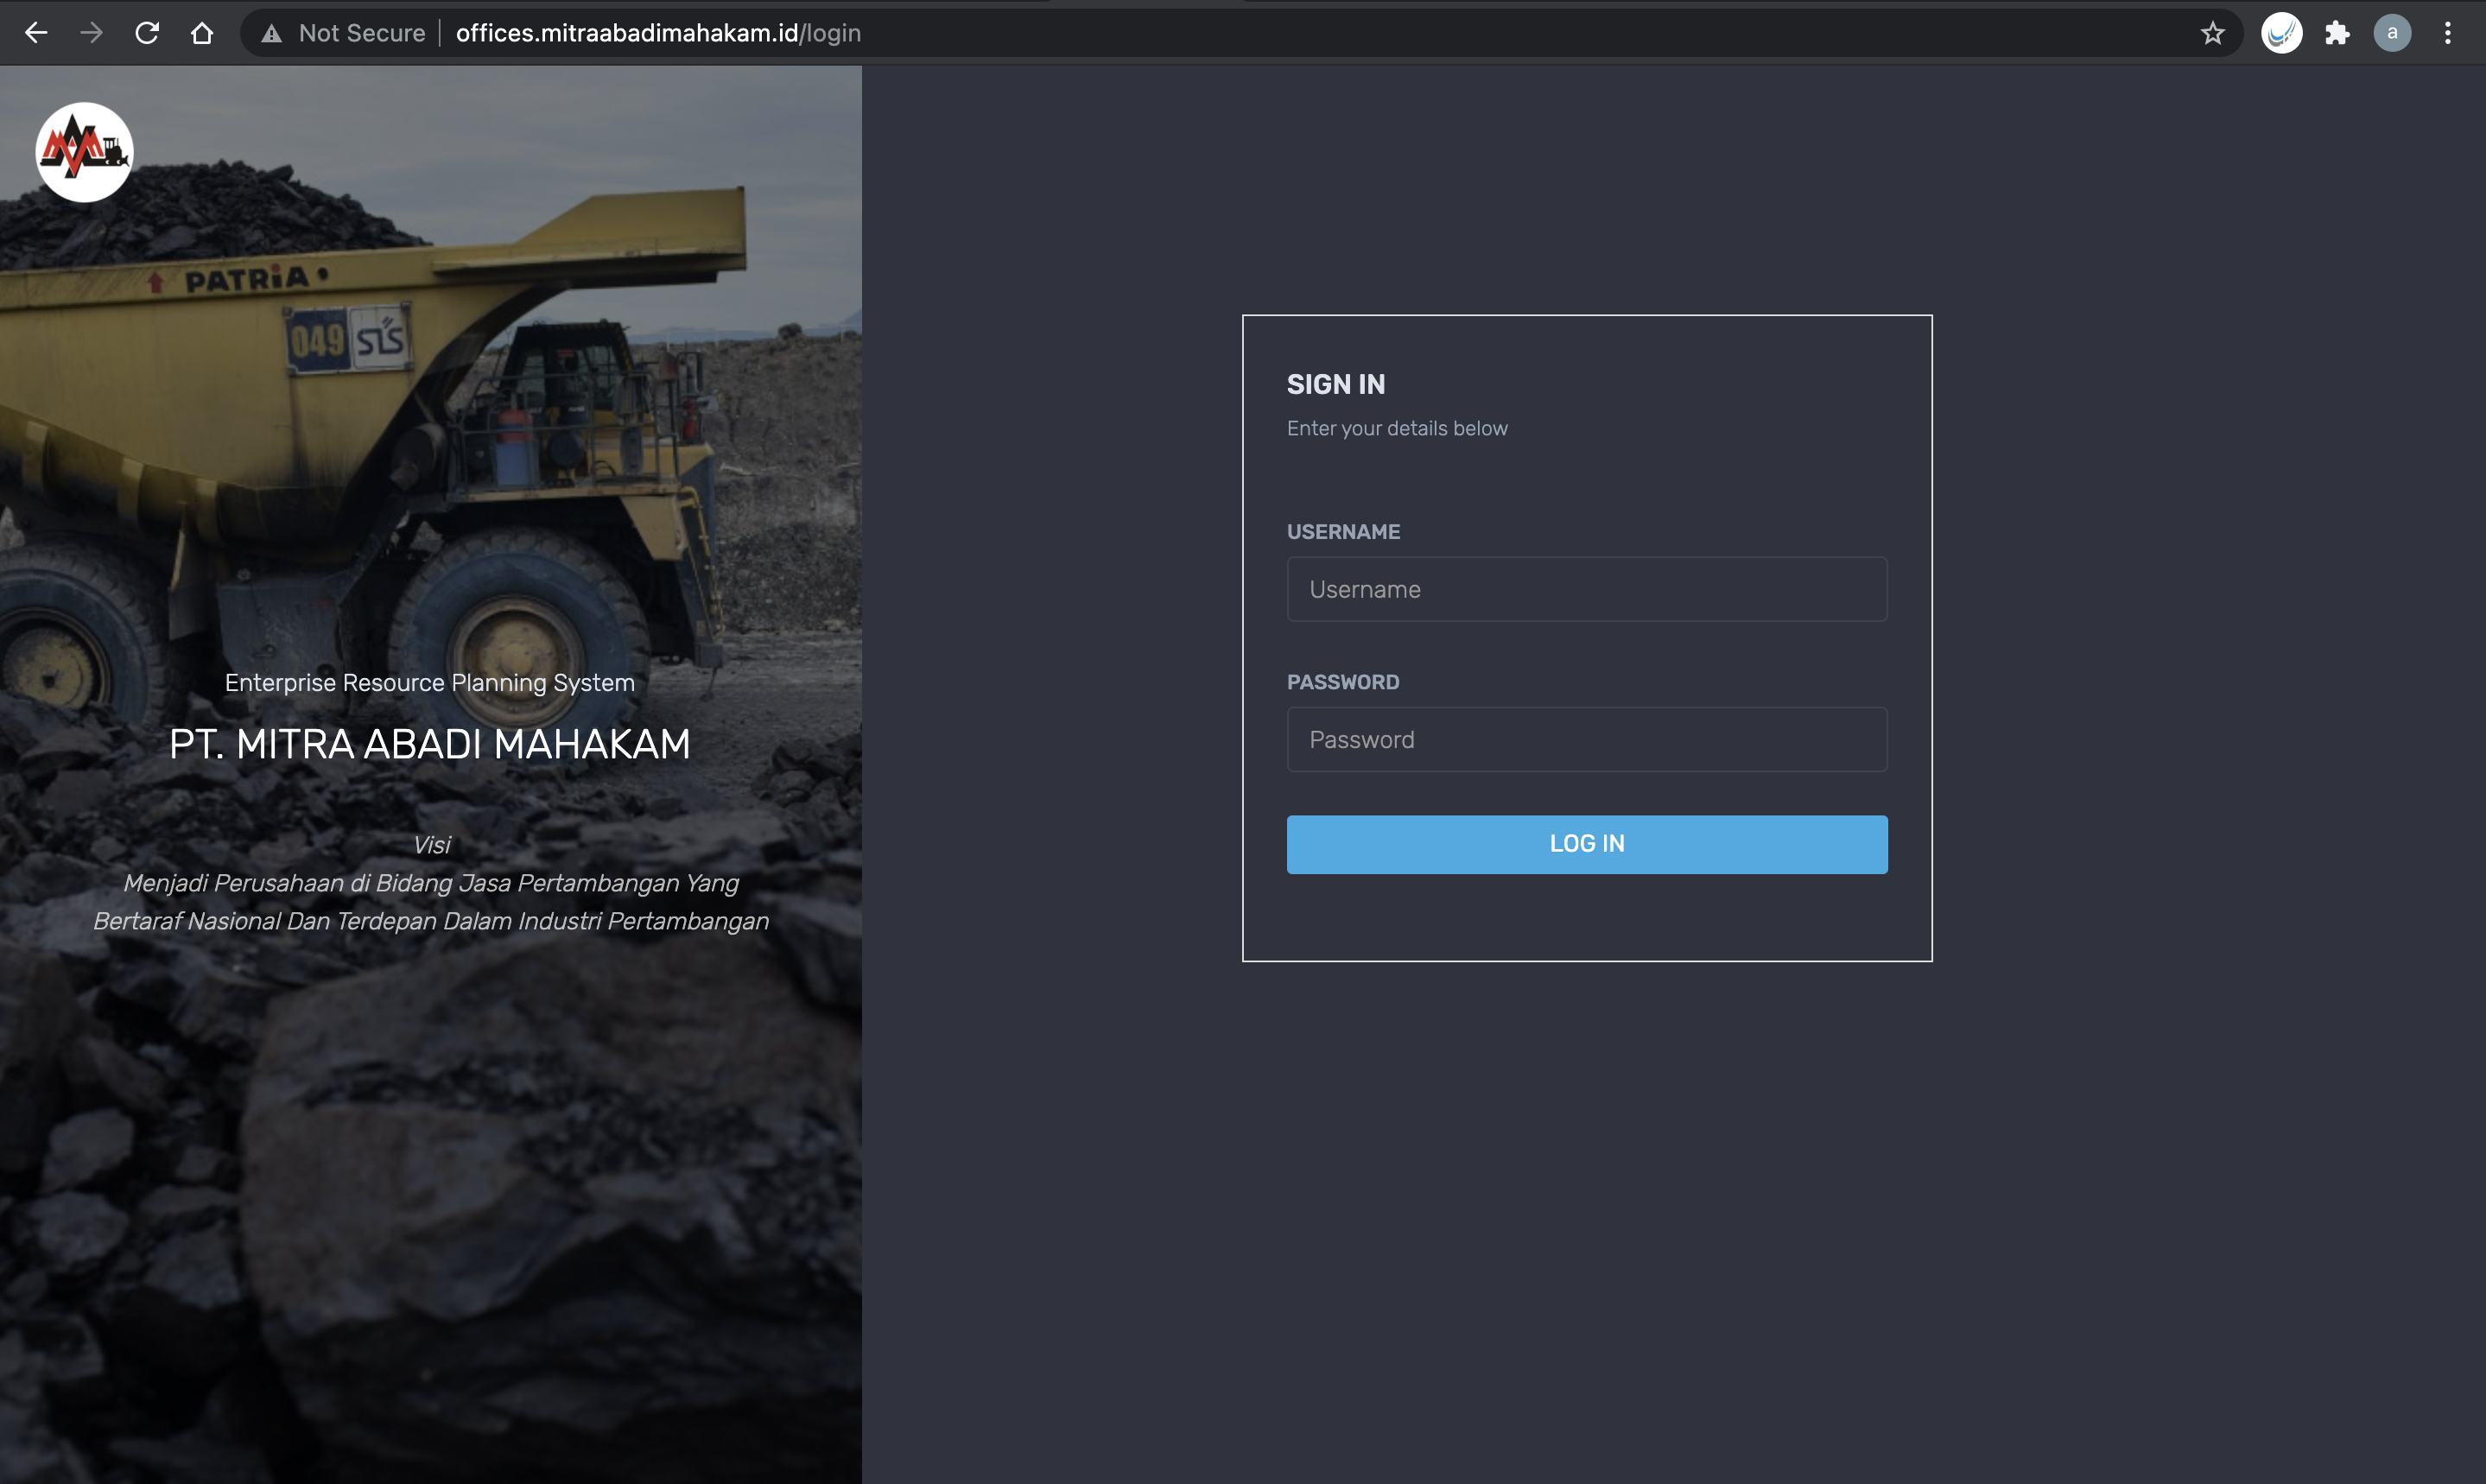 Not Secure offices.mitraabadimahakam.id/login
a
PATRiA
049 SIS
Enterprise Resource Planning System
PT. MITRA ABADI MAHAKAM
Visi
Menjadi Perusahaan di Bidang Jasa Pertambangan Yang
Bertaraf Nasional Dan Terdepan Dalam Industri Pertambangan
SIGN IN
Enter your details below
USERNAME
Username
PASSWORD
Password
LOG IN